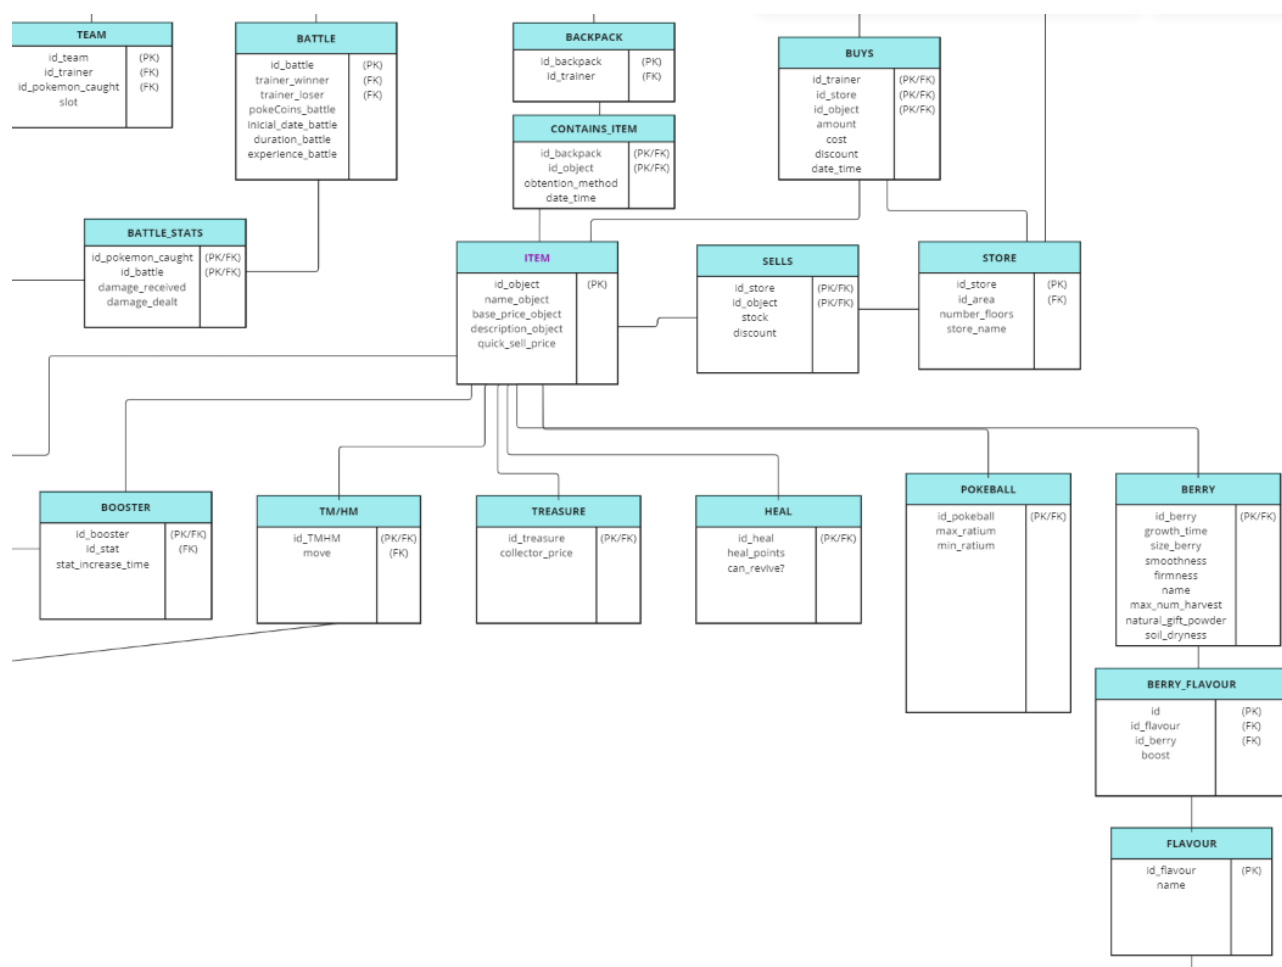 TEAM
id_team (PK)
id_trainer (FK)
id_pokemon_caught (FK)
slot
BATTLE
id_battle (PK)
trainer_winner (FK)
trainer_loser (FK)
pokeCoins_battle
inicial_date_battle
duration_battle
experience_battle
BACKPACK
id_backpack (PK)
id_trainer (FK)
BUYS
id_trainer (PK/FK)
id_store (PK/FK)
id_object (PK/FK)
amount
cost
discount
date_time
CONTAINS_ITEM
id_backpack (PK/FK)
id_object (PK/FK)
obtention_method
date_time
BATTLE_STATS
id_pokemon_caught (PK/FK)
id_battle (PK/FK)
damage_received
damage_dealt
ITEM
id_object (PK)
name_object
base_price_object
description_object
quick_sell_price
SELLS
id_store (PK/FK)
id_object (PK/FK)
stock
discount
STORE
id_store (PK)
id_area (FK)
number_floors
store_name
BOOSTER
id_booster (PK/FK)
id_stat (FK)
stat_increase_time
TM/HM
id_TMHM (PK/FK)
move (FK)
TREASURE
id_treasure (PK/FK)
collector_price
HEAL
id_heal (PK/FK)
heal_points
can_revive?
POKEBALL
id_pokeball (PK/FK)
max_ratium
min_ratium
BERRY
id_berry (PK/FK)
growth_time
size_berry
smoothness
firmness
name
max_num_harvest
natural_gift_powder
soil_dryness
BERRY_FLAVOUR
id (PK)
id_flavour (FK)
id_berry (FK)
boost
FLAVOUR
id_flavour (PK)
name